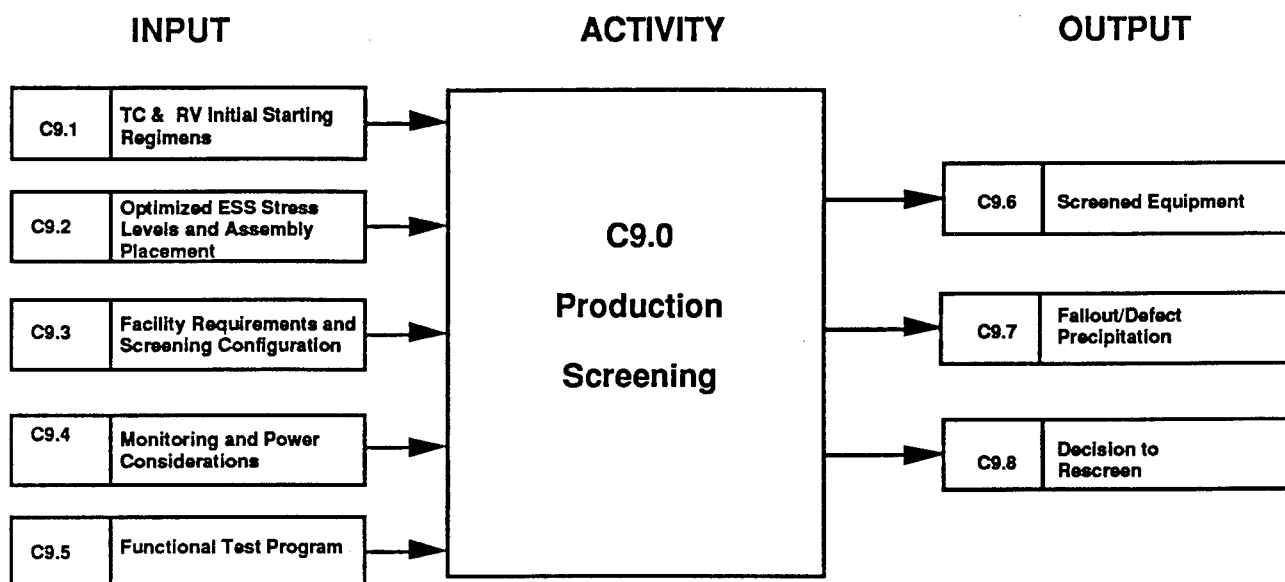 INPUT
ACTIVITY
OUTPUT
C9.1
TC & RV Initial Starting
Regimens
C9.2
Optimized ESS Stress
Levels and Assembly
Placement
C9.3
Facility Requirements and
Screening Configuration
C9.4
Monitoring and Power
Considerations
C9.5
Functional Test Program
C9.0
Production
Screening
C9.6
Screened Equipment
C9.7
Fallout/Defect
Precipitation
C9.8
Decision to
Rescreen